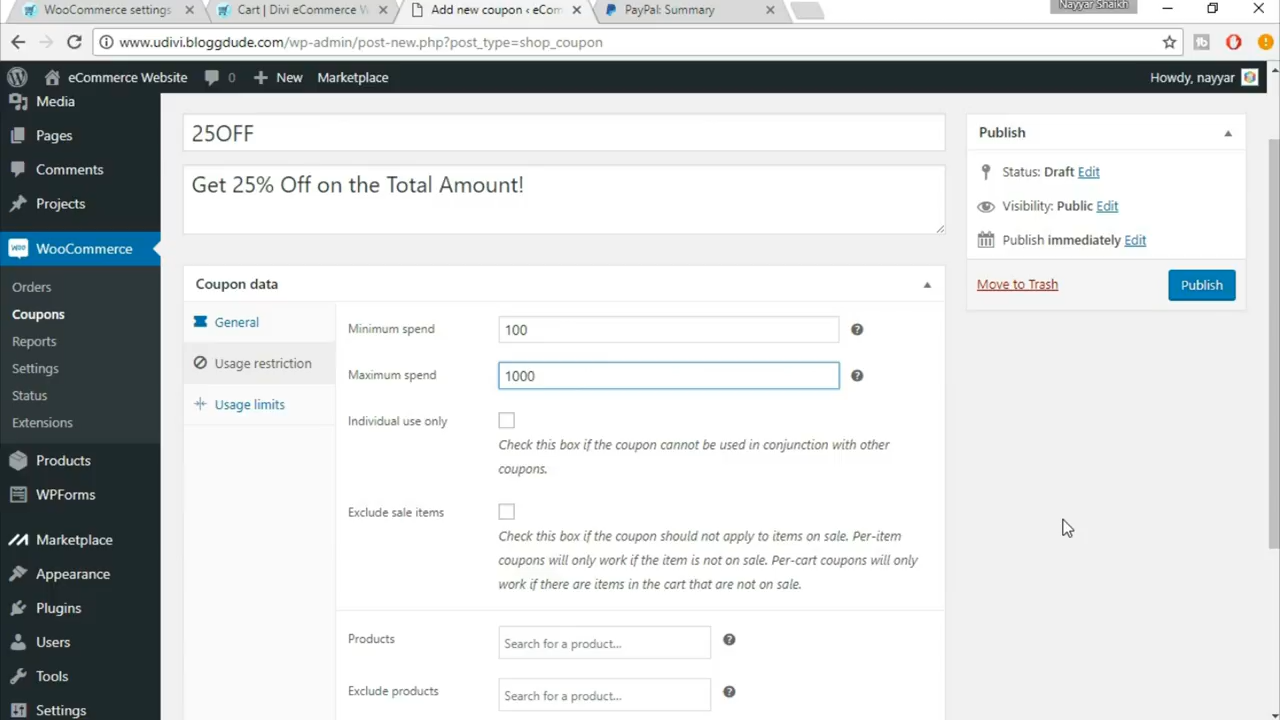 WooCommerce settings
Cart | Divi eCommerce W
Add new coupon ‹ eCom
PayPal: Summary
Nayyar Shaikh
www.udivi.bloggdude.com/wp-admin/post-new.php?post_type=shop_coupon
eCommerce Website
0
New
Marketplace
Howdy, nayyar
Media
Pages
Comments
Projects
WooCommerce
Orders
Coupons
Reports
Settings
Status
Extensions
Products
WPForms
Marketplace
Appearance
Plugins
Users
Tools
Settings
25OFF
Get 25% Off on the Total Amount!
Coupon data
General
Usage restriction
Usage limits
Minimum spend
100
Maximum spend
1000
Individual use only
Check this box if the coupon cannot be used in conjunction with other
coupons.
Exclude sale items
Check this box if the coupon should not apply to items on sale. Per-item
coupons will only work if the item is not on sale. Per-cart coupons will only
work if there are items in the cart that are not on sale.
Products
Search for a product...
Exclude products
Search for a product...
Publish
Status: Draft Edit
Visibility: Public Edit
Publish immediately Edit
Move to Trash
Publish